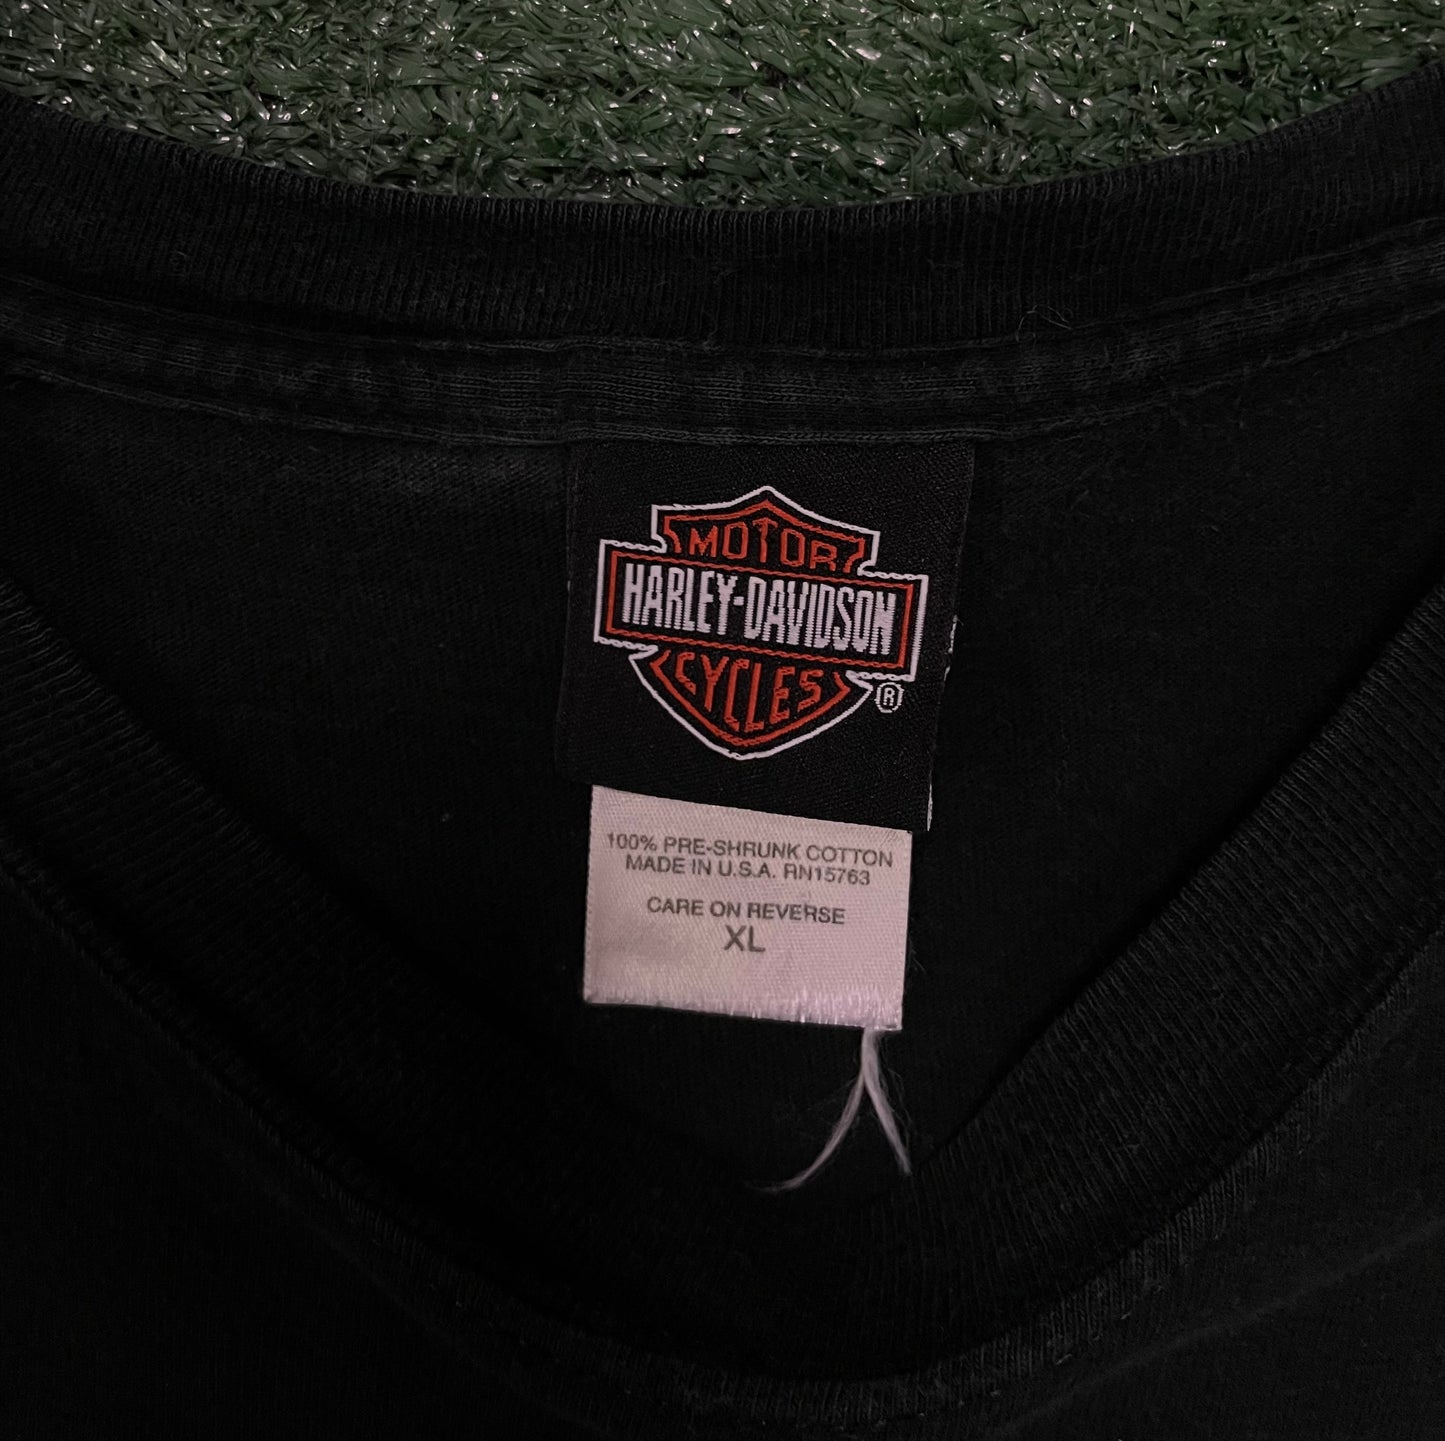 MOTOR
HARLEY-DAVIDSON
CYCLES
®
100% PRE-SHRUNK COTTON
MADE IN U.S.A. RN15763
CARE ON REVERSE
XL